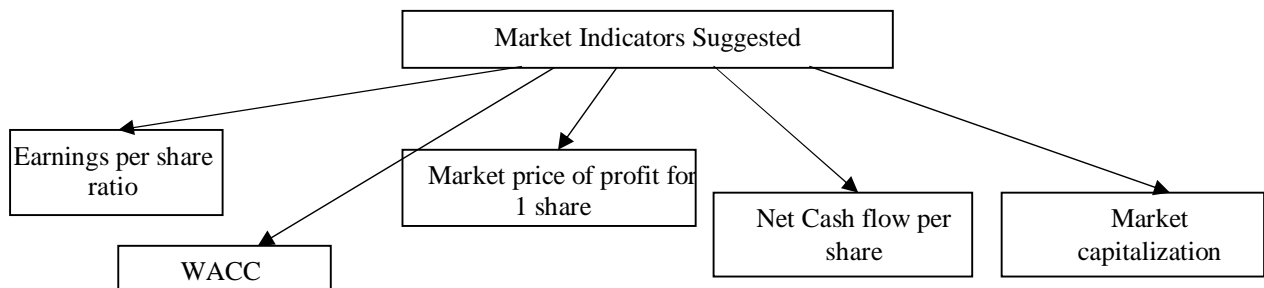 Market Indicators Suggested
Earnings per share
ratio
WACC
Market price of profit for
1 share
Net Cash flow per
share
Market
capitalization